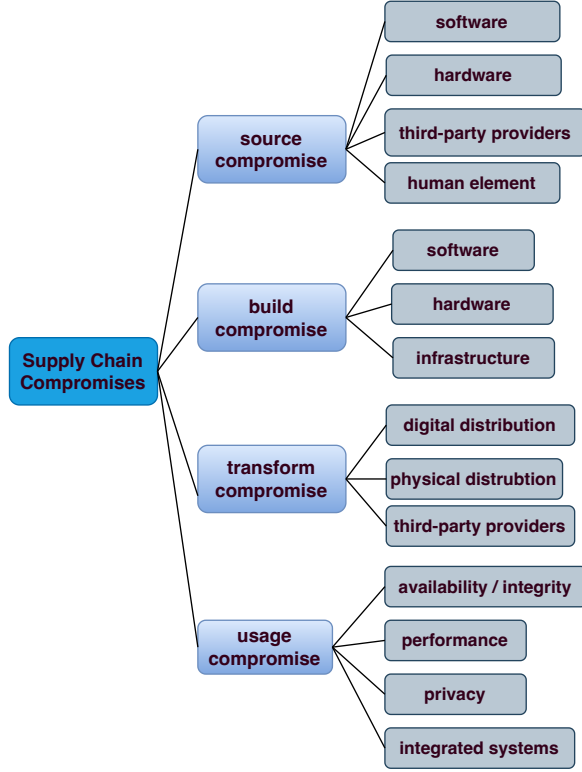 Supply Chain
Compromises
source
compromise
software
hardware
third-party providers
human element
build
compromise
software
hardware
infrastructure
transform
compromise
digital distribution
physical distrubtion
third-party providers
usage
compromise
availability / integrity
performance
privacy
integrated systems